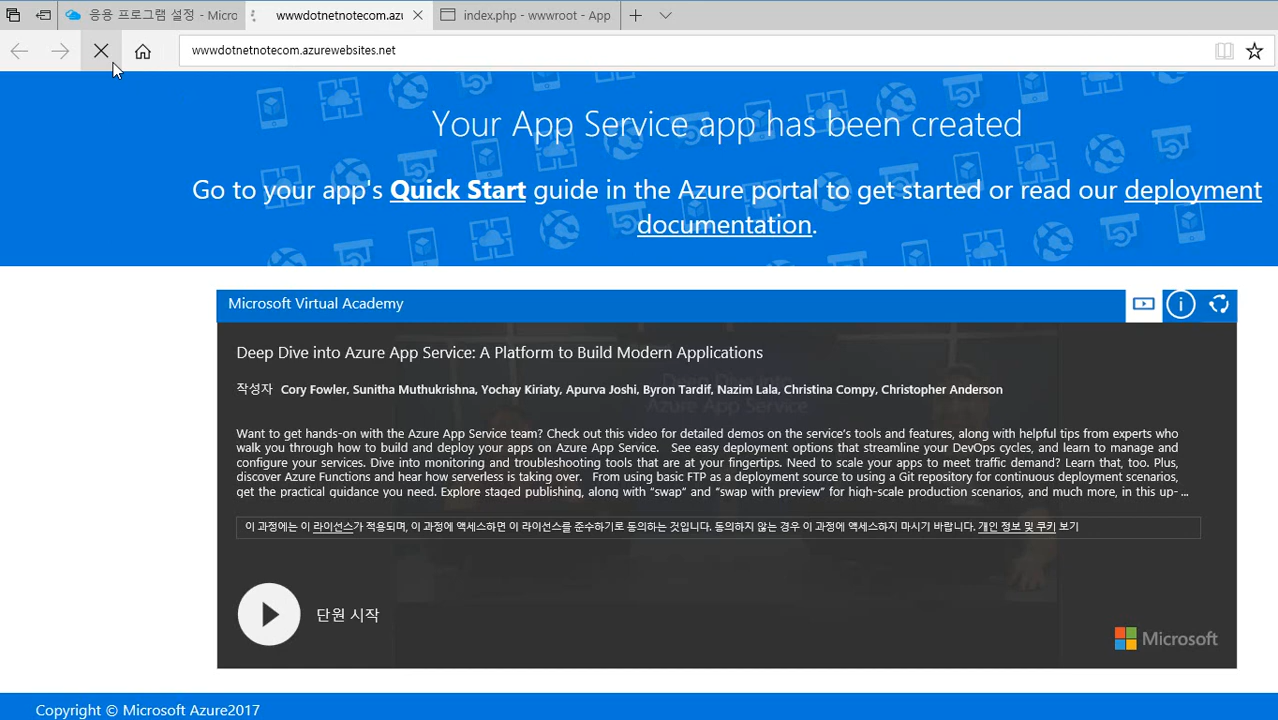 응용 프로그램 설정 - Micro
wwwdotnetnotecom.azu
index.php - wwwroot - App
wwwdotnetnotecom.azurewebsites.net
Your App Service app has been created
Go to your app's Quick Start guide in the Azure portal to get started or read our deployment
documentation.
Microsoft Virtual Academy
Deep Dive into Azure App Service: A Platform to Build Modern Applications
작성자 Cory Fowler, Sunitha Muthukrishna, Yochay Kiriaty, Apurva Joshi, Byron Tardif, Nazim Lala, Christina Compy, Christopher Anderson
Want to get hands-on with the Azure App Service team? Check out this video for detailed demos on the service's tools and features, along with helpful tips from experts who
walk you through how to build and deploy your apps on Azure App Service. See easy deployment options that streamline your DevOps cycles, and learn to manage and
configure your services. Dive into monitoring and troubleshooting tools that are at your fingertips. Need to scale your apps to meet traffic demand? Learn that, too. Plus,
discover Azure Functions and hear how serverless is taking over. From using basic FTP as a deployment source to using a Git repository for continuous deployment scenarios,
get the practical guidance you need. Explore staged publishing, along with “swap” and “swap with preview” for high-scale production scenarios, and much more, in this up-...
이 과정에는 이 라이선스가 적용되며, 이 과정에 액세스하면 이 라이선스를 준수하기로 동의하는 것입니다. 동의하지 않는 경우 이 과정에 액세스하지 마시기 바랍니다. 개인 정보 및 쿠키 보기
단원 시작
Microsoft
Copyright © Microsoft Azure2017